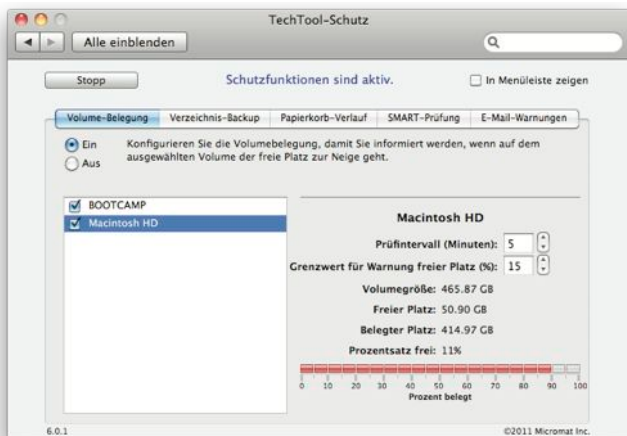 TechTool-Schutz
Alle einblenden
Stopp
Schutzfunktionen sind aktiv.
In Menüleiste zeigen
Volume-Belegung Verzeichnis-Backup Papierkorb-Verlauf SMART-Prüfung E-Mail-Warnungen
Ein
Aus
Konfigurieren Sie die Volumebelegung, damit Sie informiert werden, wenn auf dem
ausgewählten Volume der freie Platz zur Neige geht.
BOOTCAMP
Macintosh HD
Macintosh HD
Prüfintervall (Minuten): 5
Grenzwert für Warnung freier Platz (%): 15
Volumegröße: 465.87 GB
Freier Platz: 50.90 GB
Belegter Platz: 414.97 GB
Prozentsatz frei: 11%
0 10 20 30 40 50 60 70 80 90 100
Prozent belegt
6.0.1
©2011 Micromat Inc.